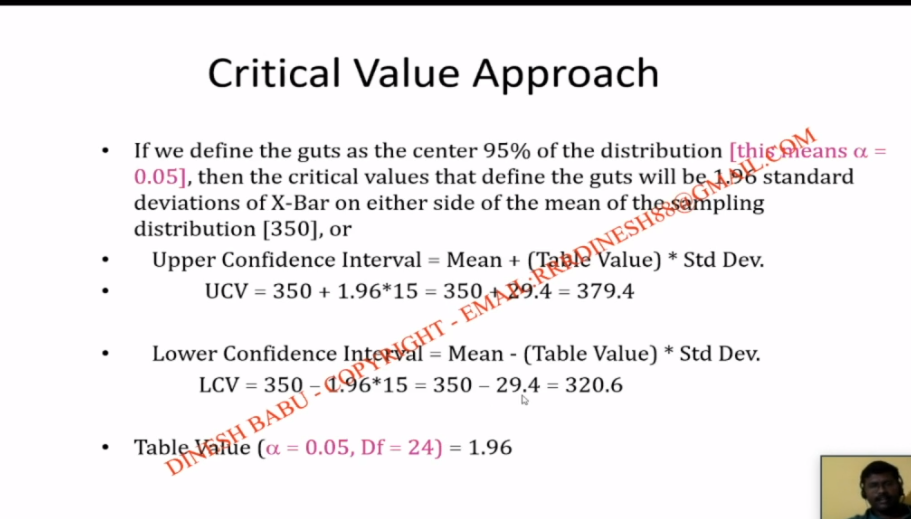 Critical Value Approach
• If we define the guts as the center 95% of the distribution [this means α =
0.05], then the critical values that define the guts will be 1.96 standard
deviations of X-Bar on either side of the mean of the sampling
distribution [350], or
• Upper Confidence Interval = Mean + (Table Value) * Std Dev.
• UCV = 350 + 1.96*15 = 350 + 29.4 = 379.4
• Lower Confidence Interval = Mean - (Table Value) * Std Dev.
LCV = 350 – 1.96*15 = 350 – 29.4 = 320.6
• Table Value (α = 0.05, Df = 24) = 1.96
DINESH BABU - COPYRIGHT - EMAIL:RRBDINESH88@GMAIL.COM